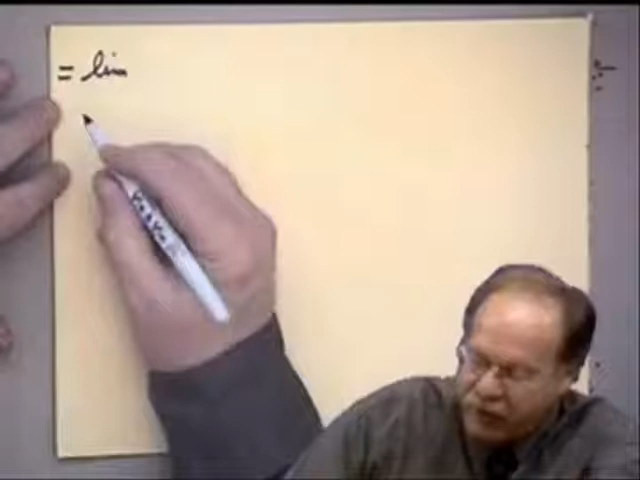 = lim